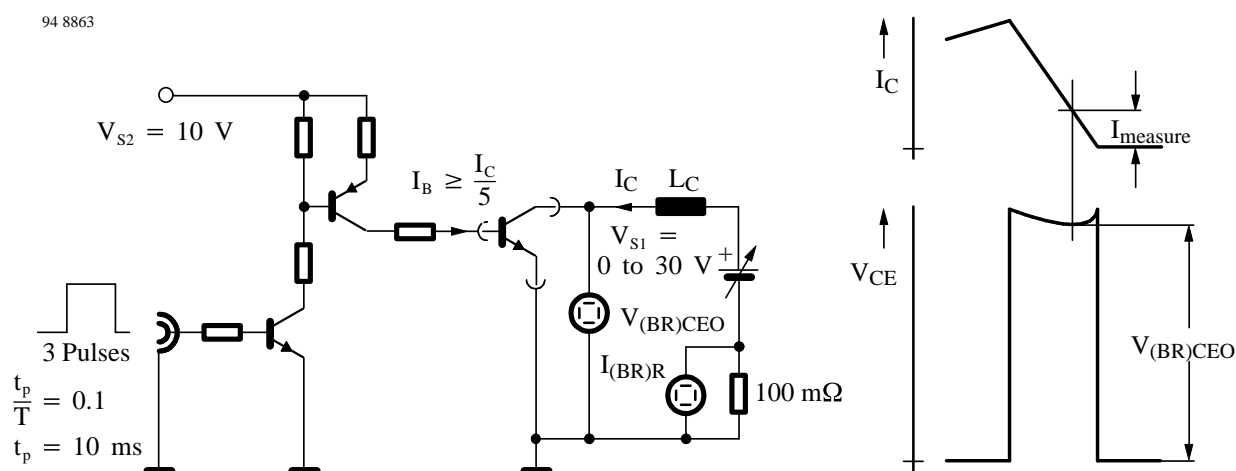 94 8863
V_S2 = 10 V
I_B ≥ I_C/5
I_C
L_C
V_S1 =
0 to 30 V
+
V_(BR)CEO
I_(BR)R
100 mΩ
3 Pulses
t_p/T = 0.1
t_p = 10 ms
I_C
I_measure
V_CE
V_(BR)CEO